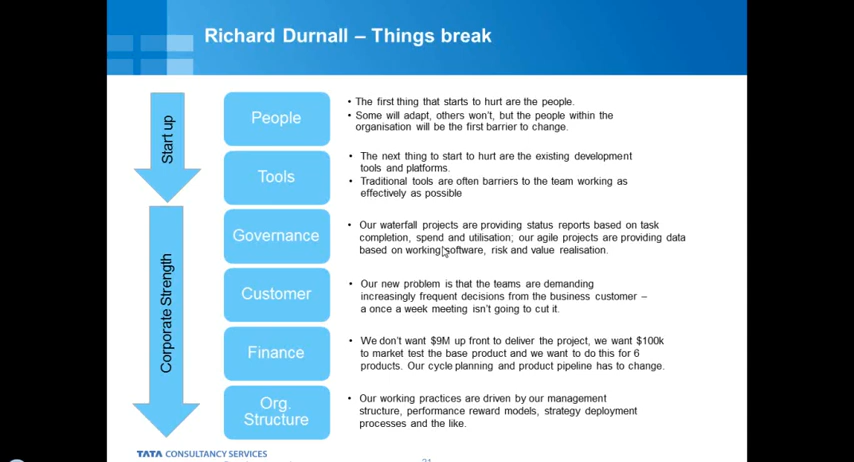 Richard Durnall – Things break
Start up
People
• The first thing that starts to hurt are the people.
• Some will adapt, others won't, but the people within the
organisation will be the first barrier to change.
Tools
• The next thing to start to hurt are the existing development
tools and platforms.
• Traditional tools are often barriers to the team working as
effectively as possible
Corporate Strength
Governance
• Our waterfall projects are providing status reports based on task
completion, spend and utilisation; our agile projects are providing data
based on working software, risk and value realisation.
Customer
• Our new problem is that the teams are demanding
increasingly frequent decisions from the business customer –
a once a week meeting isn't going to cut it.
Finance
• We don't want $9M up front to deliver the project, we want $100k
to market test the base product and we want to do this for 6
products. Our cycle planning and product pipeline has to change.
Org.
Structure
• Our working practices are driven by our management
structure, performance reward models, strategy deployment
processes and the like.
TATA CONSULTANCY SERVICES